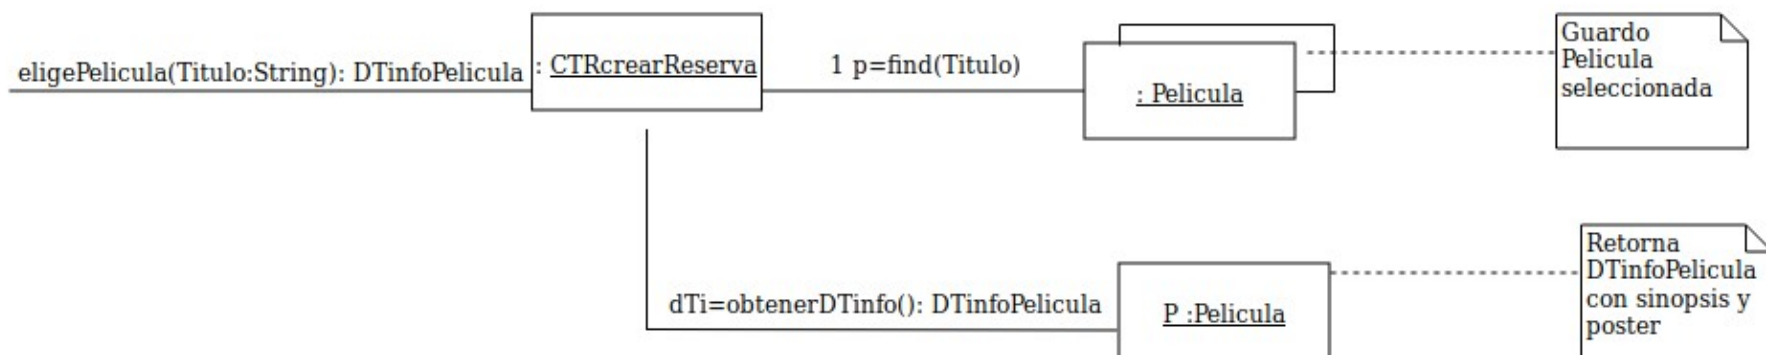 eligePelicula(Titulo:String): DTinfoPelicula
: CTRcrearReserva
1 p=find(Titulo)
: Pelicula
Guardo
Pelicula
seleccionada
dTi=obtenerDTinfo(): DTinfoPelicula
P :Pelicula
Retorna
DTinfoPelicula
con sinopsis y
poster